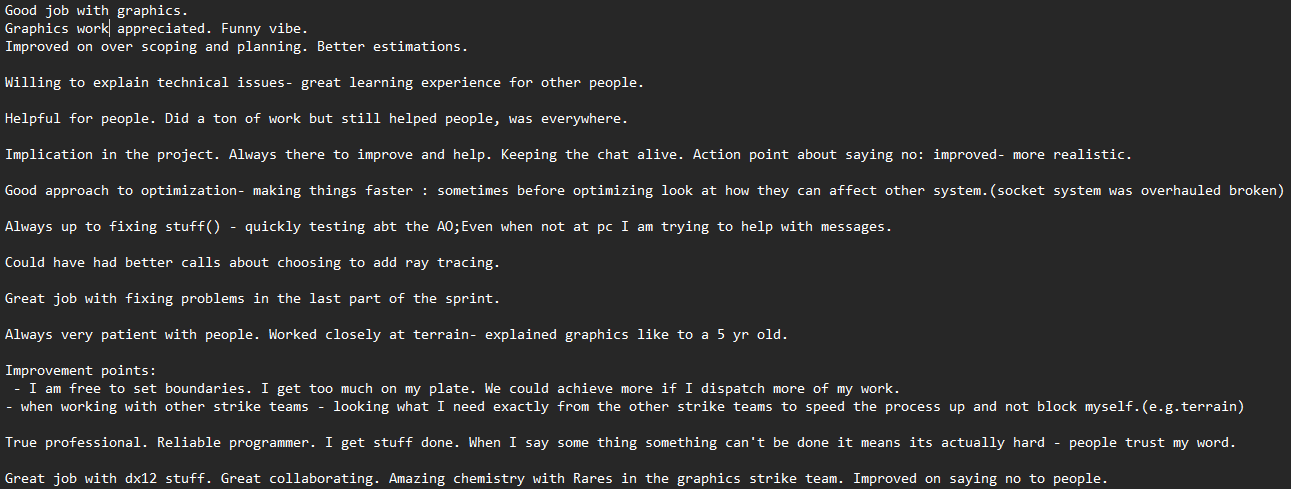 Good job with graphics.
Graphics work appreciated. Funny vibe.
Improved on over scoping and planning. Better estimations.
Willing to explain technical issues- great learning experience for other people.
Helpful for people. Did a ton of work but still helped people, was everywhere.
Implication in the project. Always there to improve and help. Keeping the chat alive. Action point about saying no: improved- more realistic.
Good approach to optimization- making things faster : sometimes before optimizing look at how they can affect other system.(socket system was overhauled broken)
Always up to fixing stuff() - quickly testing abt the AO;Even when not at pc I am trying to help with messages.
Could have had better calls about choosing to add ray tracing.
Great job with fixing problems in the last part of the sprint.
Always very patient with people. Worked closely at terrain- explained graphics like to a 5 yr old.
Improvement points:
- I am free to set boundaries. I get too much on my plate. We could achieve more if I dispatch more of my work.
- when working with other strike teams - looking what I need exactly from the other strike teams to speed the process up and not block myself.(e.g.terrain)
True professional. Reliable programmer. I get stuff done. When I say some thing something can't be done it means its actually hard - people trust my word.
Great job with dx12 stuff. Great collaborating. Amazing chemistry with Rares in the graphics strike team. Improved on saying no to people.